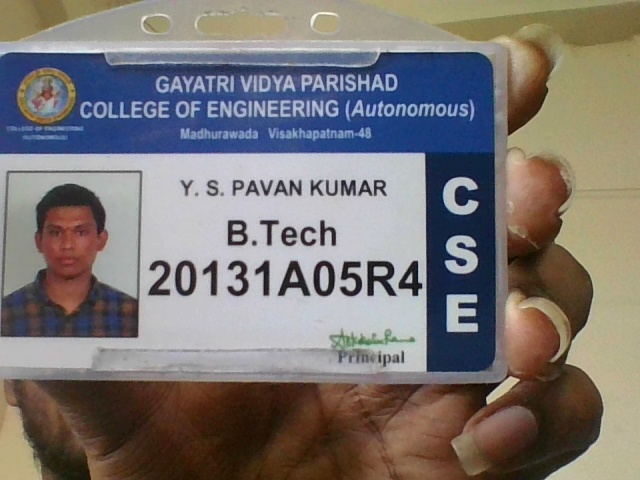 GAYATRI VIDYA PARISHAD
COLLEGE OF ENGINEERING (Autonomous)
Madhurawada Visakhapatnam-48
COLLEGE OF ENGINEERING
(AUTONOMOUS)
Y. S. PAVAN KUMAR
B.Tech
20131A05R4
CSE
Principal